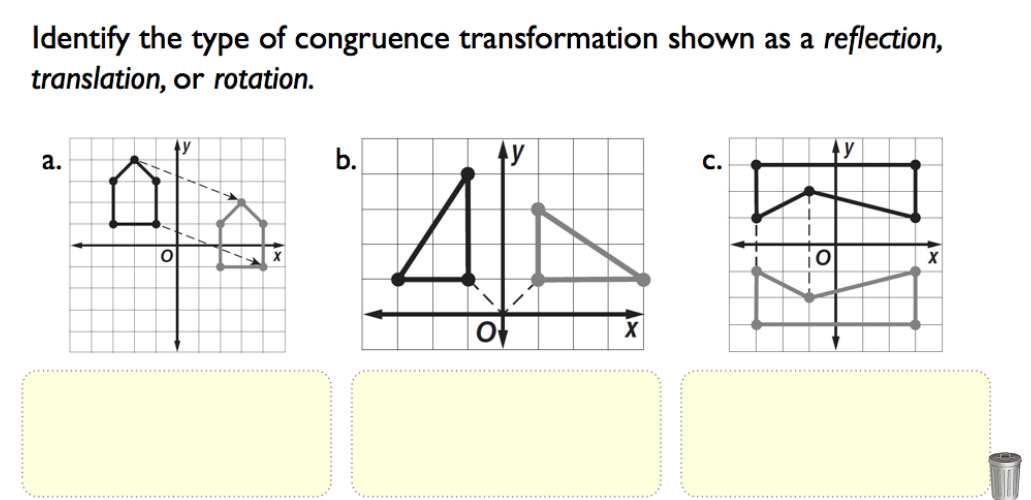 Identify the type of congruence transformation shown as a reflection,
translation, or rotation.
a.
y
O
x
b.
y
O
x
c.
y
O
x